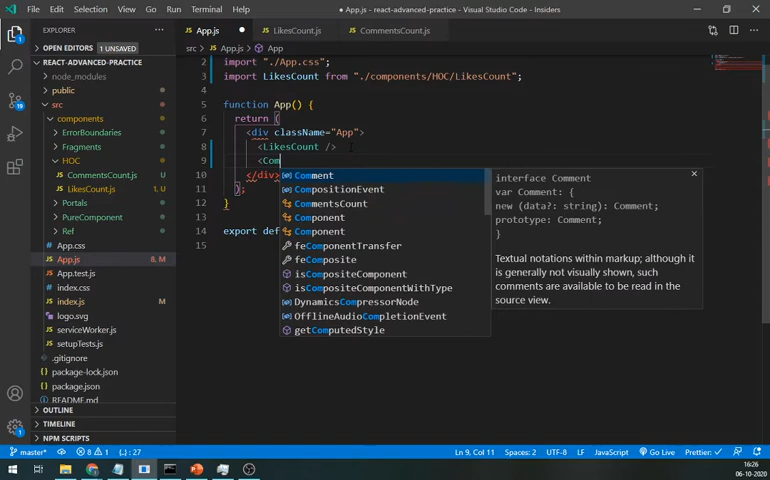 File Edit Selection View Go Run Terminal Help
● App.js - react-advanced-practice - Visual Studio Code - Insiders
EXPLORER
App.js
LikesCount.js
CommentsCount.js
src > App.js > App
OPEN EDITORS 1 UNSAVED
REACT-ADVANCED-PRACTICE
node_modules
public
src
components
ErrorBoundaries
Fragments
HOC
CommentsCount.js
LikesCount.js
Portals
PureComponent
Ref
App.css
App.js 8, M
App.test.js
index.css
index.js M
logo.svg
serviceWorker.js
setupTests.js
.gitignore
package-lock.json
package.json
README.md
OUTLINE
TIMELINE
NPM SCRIPTS
2 import "./App.css";
3 import LikesCount from "./components/HOC/LikesCount";
4
5 function App() {
6 return (
7 <div className="App">
8 <LikesCount />
9 <Com
10 </div>
11 );
12 }
13
14 export def
15
Comment
CompositionEvent
CommentsCount
Component
Component
feComponentTransfer
feComposite
isCompositeComponent
isCompositeComponentWithType
DynamicsCompressorNode
OfflineAudioCompletionEvent
getComputedStyle
interface Comment
var Comment: {
new (data?: string): Comment;
prototype: Comment;
}
Textual notations within markup; although it
is generally not visually shown, such
comments are available to be read in the
source view.
master* 8 1 {..}: 27
Ln 9, Col 11 Spaces: 2 UTF-8 LF JavaScript Go Live Prettier: ✓
16:26
06-10-2020